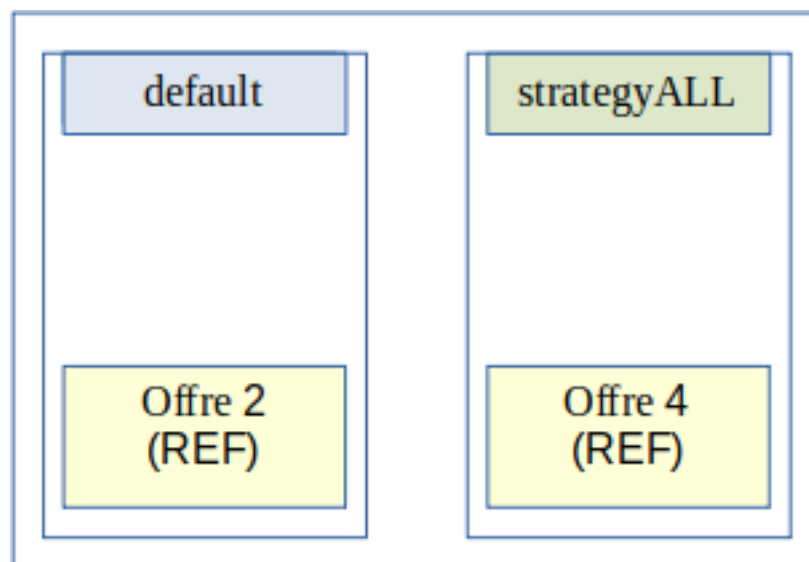 default
strategyALL
Offre 2
(REF)
Offre 4
(REF)